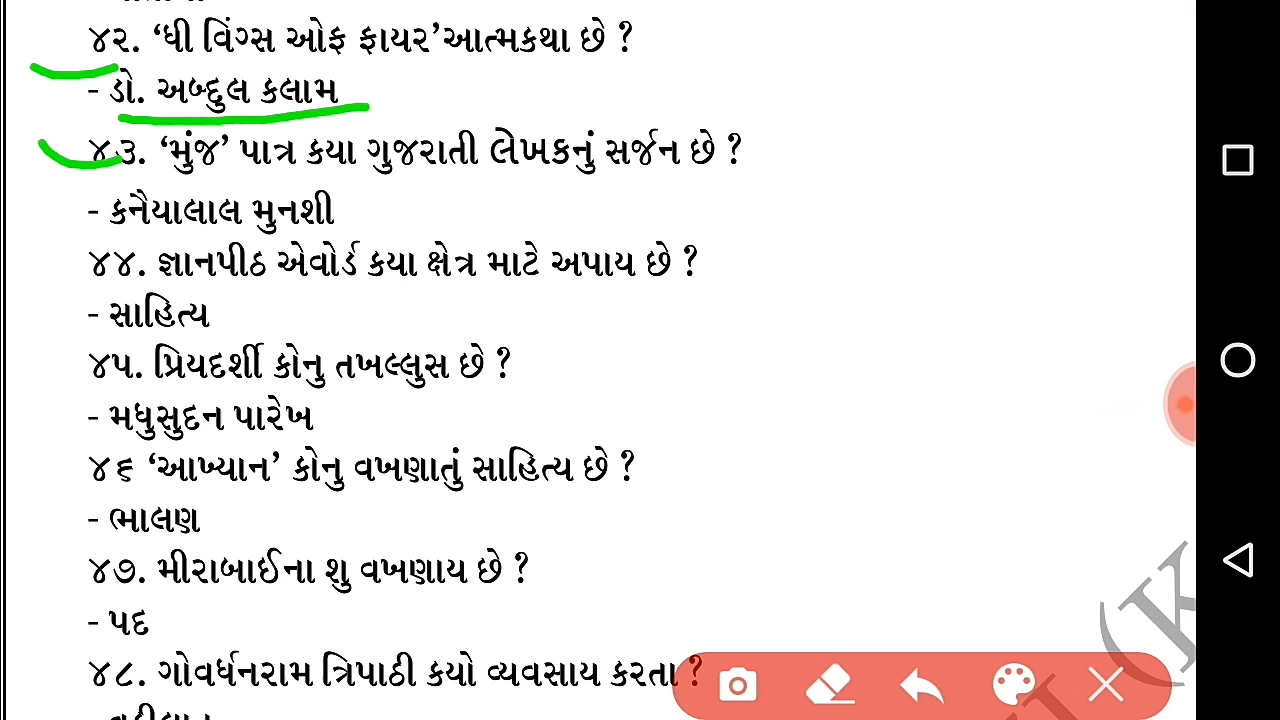 ૪૨. ‘ધી વિંગ્સ ઓફ ફાયર’આત્મકથા છે ?
- ડો. અબ્દુલ કલામ
૪૩. ‘મુંજ’ પાત્ર કયા ગુજરાતી લેખકનું સર્જન છે ?
- કનૈયાલાલ મુનશી
૪૪. જ્ઞાનપીઠ એવોર્ડ કયા ક્ષેત્ર માટે અપાય છે ?
- સાહિત્ય
૪૫. પ્રિયદર્શી કોનુ તખલ્લુસ છે ?
- મધુસુદન પારેખ
૪૬ ‘આખ્યાન’ કોનુ વખણાતું સાહિત્ય છે ?
- ભાલણ
૪૭. મીરાબાઈના શુ વખણાય છે ?
- પદ
૪૮. ગોવર્ધનરામ ત્રિપાઠી કયો વ્યવસાય કરતા ?
(K